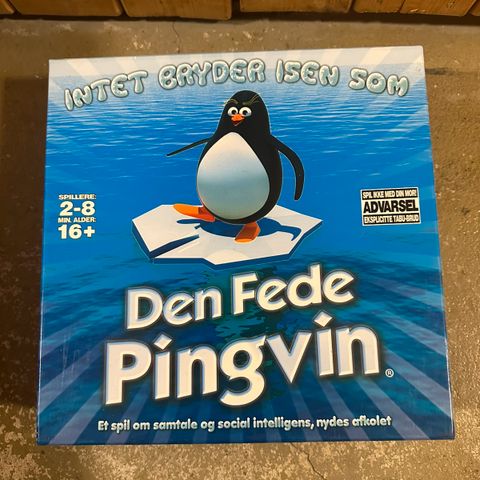 INTET BRYDER ISEN SOM
SPILLERE:
2-8
MIN. ALDER:
16+
SPIL IKKE MED DIN MOR!
ADVARSEL
EKSPLICITTE TABU-BRUD
Den Fede
Pingvin®
Et spil om samtale og social intelligens, nydes afkølet